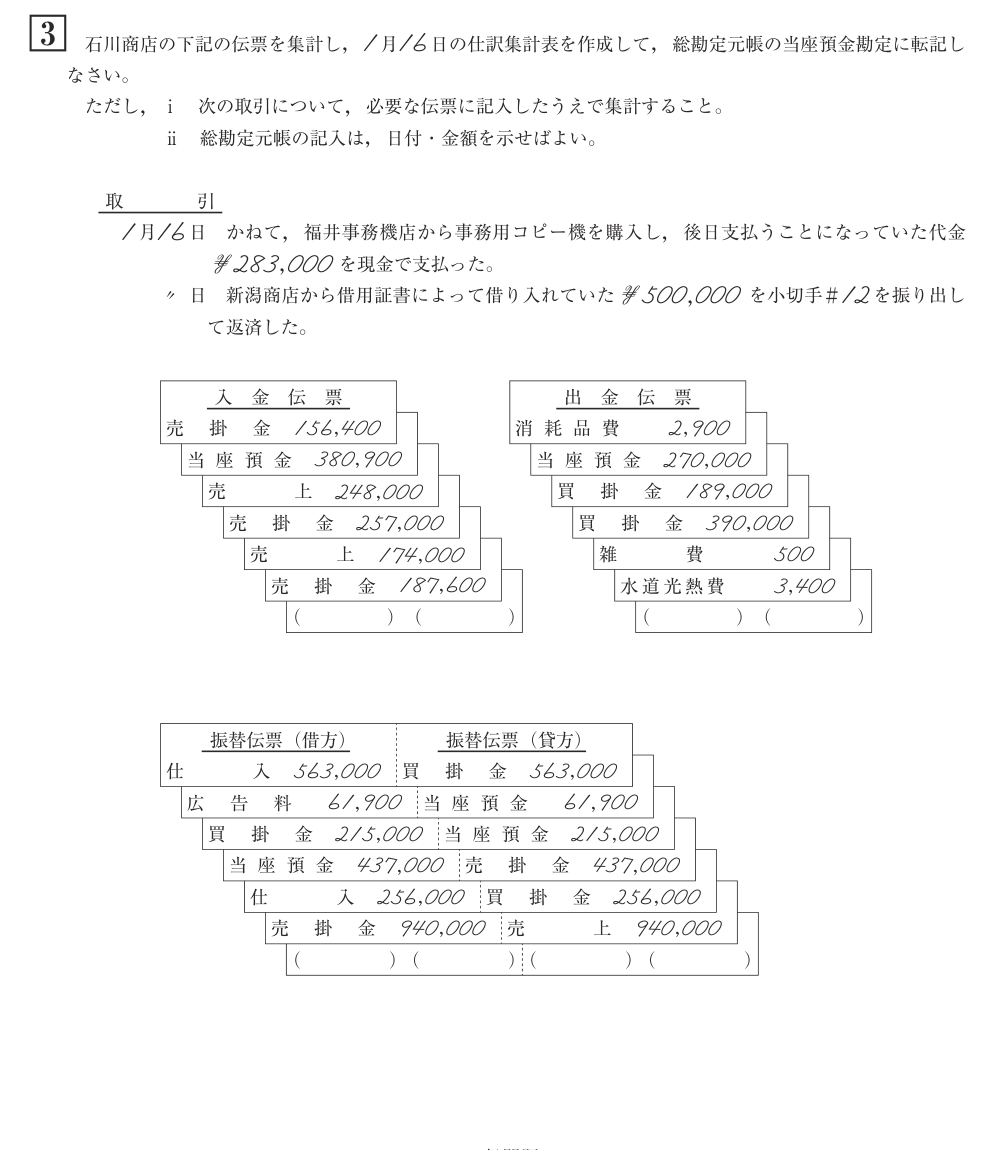 3 石川商店の下記の伝票を集計し，1月16日の仕訳集計表を作成して，総勘定元帳の当座預金勘定に転記し
なさい。
ただし，ⅰ 次の取引について，必要な伝票に記入したうえで集計すること。
ⅱ 総勘定元帳の記入は，日付・金額を示せばよい。
取 引
1月16日 かねて，福井事務機店から事務用コピー機を購入し，後日支払うことになっていた代金
¥283,000を現金で支払った。
〃日 新潟商店から借用証書によって借り入れていた¥500,000を小切手#12を振り出し
て返済した。
入金伝票
売掛金 156,400
当座預金 380,900
売上 248,000
売掛金 257,000
売上 174,000
売掛金 187,600
（ ）（ ）
出金伝票
消耗品費 2,900
当座預金 270,000
買掛金 189,000
買掛金 390,000
雑費 500
水道光熱費 3,400
（ ）（ ）
振替伝票（借方） 振替伝票（貸方）
仕入 563,000 買掛金 563,000
広告料 61,900 当座預金 61,900
買掛金 215,000 当座預金 215,000
当座預金 437,000 売掛金 437,000
仕入 256,000 買掛金 256,000
売掛金 940,000 売上 940,000
（ ）（ ）（ ）（ ）